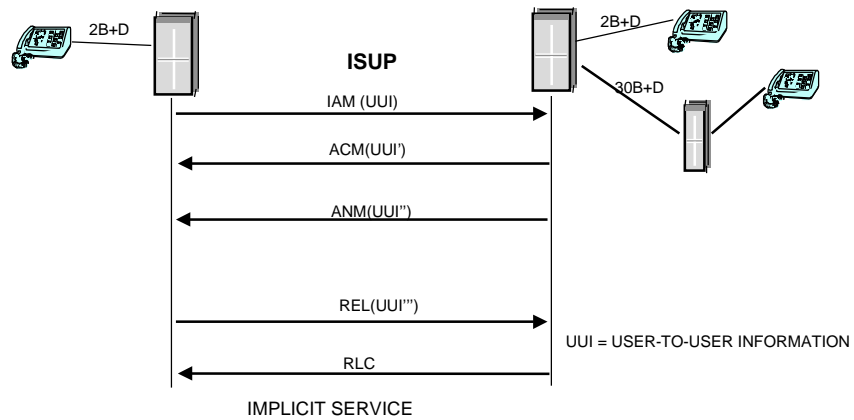 2B+D
ISUP
2B+D
30B+D
IAM (UUI)
ACM(UUI')
ANM(UUI'')
REL(UUI''')
UUI = USER-TO-USER INFORMATION
RLC
IMPLICIT SERVICE